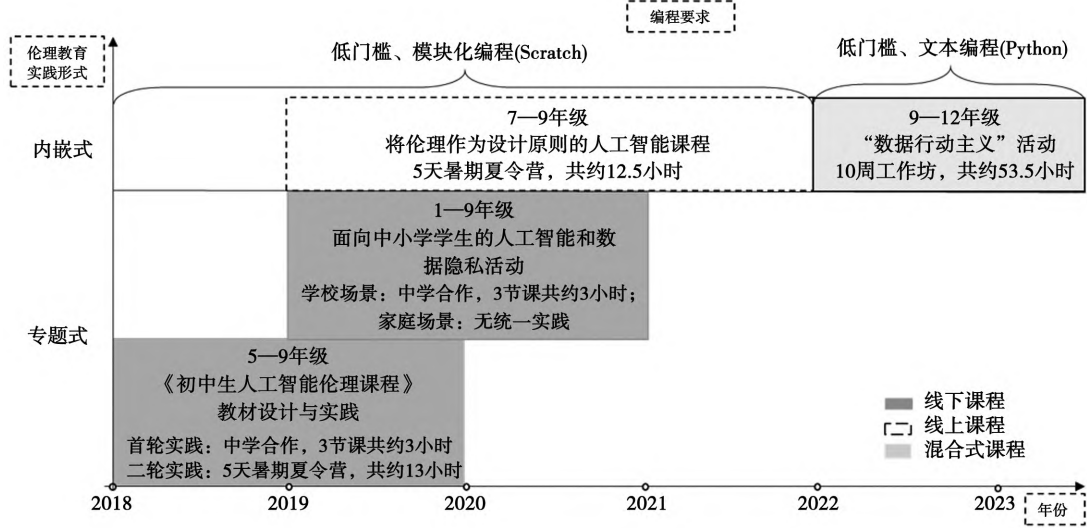 编程要求
伦理教育
实践形式
低门槛、模块化编程(Scratch)
低门槛、文本编程(Python)
内嵌式
7—9年级
将伦理作为设计原则的人工智能课程
5天暑期夏令营，共约12.5小时
9—12年级
“数据行动主义”活动
10周工作坊，共约53.5小时
1—9年级
面向中小学学生的人工智能和数
据隐私活动
学校场景：中学合作，3节课共约3小时；
家庭场景：无统一实践
专题式
5—9年级
《初中生人工智能伦理课程》
教材设计与实践
首轮实践：中学合作，3节课共约3小时
二轮实践：5天暑期夏令营，共约13小时
线下课程
线上课程
混合式课程
2018
2019
2020
2021
2022
2023
年份